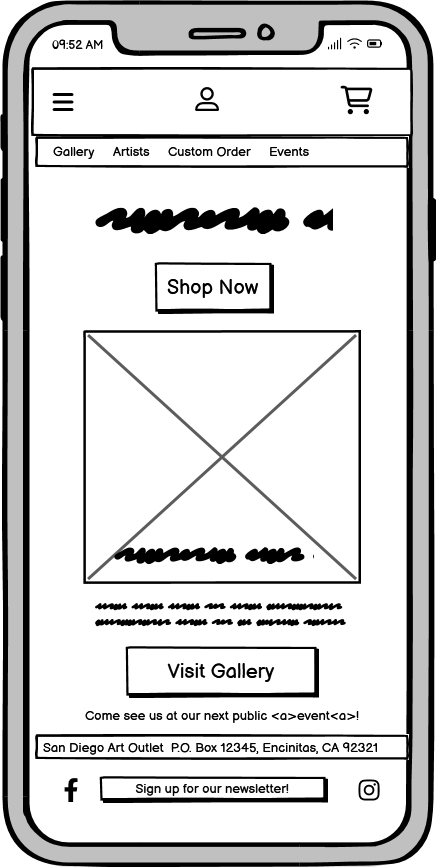 09:52 AM
Gallery Artists Custom Order Events
Shop Now
Visit Gallery
Come see us at our next public <a>event<a>!
San Diego Art Outlet P.O. Box 12345, Encinitas, CA 92321
Sign up for our newsletter!